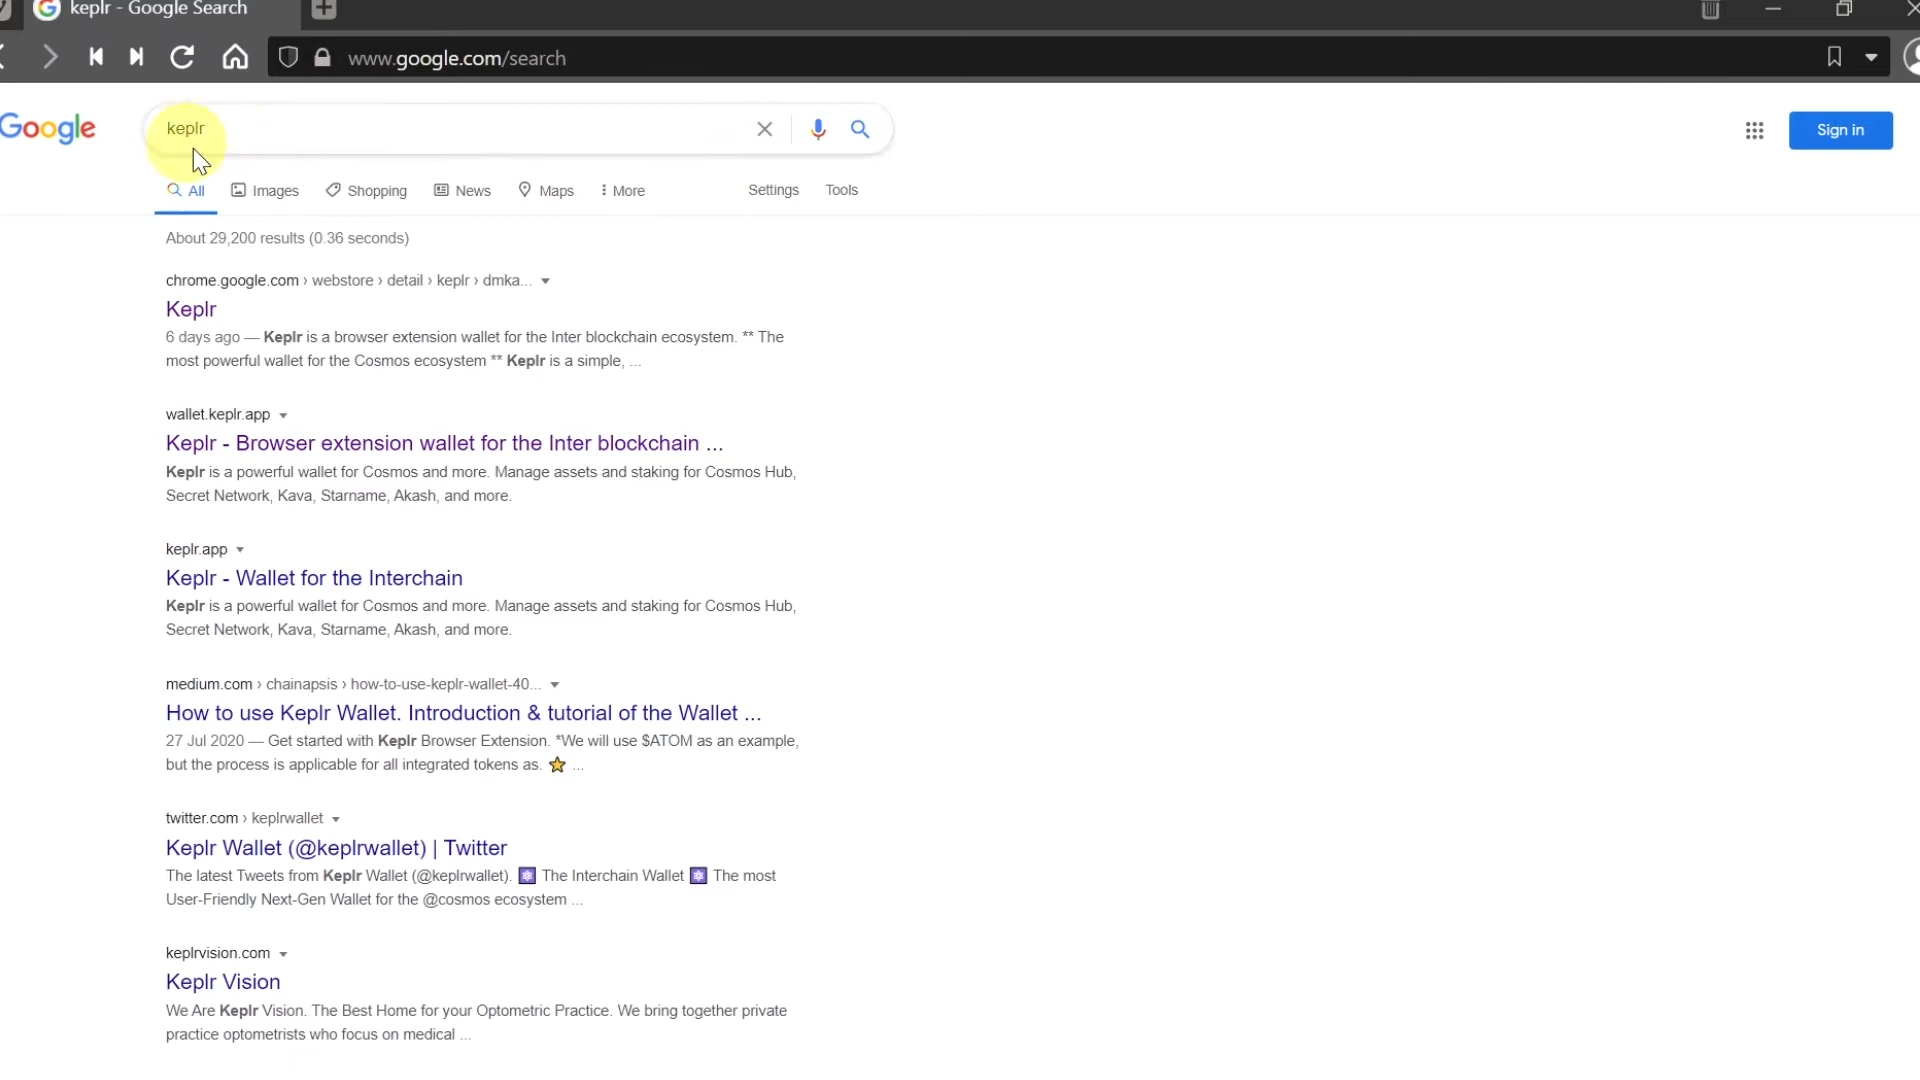 keplr - Google Search
www.google.com/search
Google
keplr
Sign in
All Images Shopping News Maps More Settings Tools
About 29,200 results (0.36 seconds)
chrome.google.com › webstore › detail › keplr › dmka...
Keplr
6 days ago — Keplr is a browser extension wallet for the Inter blockchain ecosystem. ** The
most powerful wallet for the Cosmos ecosystem ** Keplr is a simple, ...
wallet.keplr.app
Keplr - Browser extension wallet for the Inter blockchain ...
Keplr is a powerful wallet for Cosmos and more. Manage assets and staking for Cosmos Hub,
Secret Network, Kava, Starname, Akash, and more.
keplr.app
Keplr - Wallet for the Interchain
Keplr is a powerful wallet for Cosmos and more. Manage assets and staking for Cosmos Hub,
Secret Network, Kava, Starname, Akash, and more.
medium.com › chainapsis › how-to-use-keplr-wallet-40...
How to use Keplr Wallet. Introduction & tutorial of the Wallet ...
27 Jul 2020 — Get started with Keplr Browser Extension. *We will use $ATOM as an example,
but the process is applicable for all integrated tokens as. ⭐ ...
twitter.com › keplrwallet
Keplr Wallet (@keplrwallet) | Twitter
The latest Tweets from Keplr Wallet (@keplrwallet). ⚛ The Interchain Wallet ⚛ The most
User-Friendly Next-Gen Wallet for the @cosmos ecosystem ...
keplrvision.com
Keplr Vision
We Are Keplr Vision. The Best Home for your Optometric Practice. We bring together private
practice optometrists who focus on medical ...